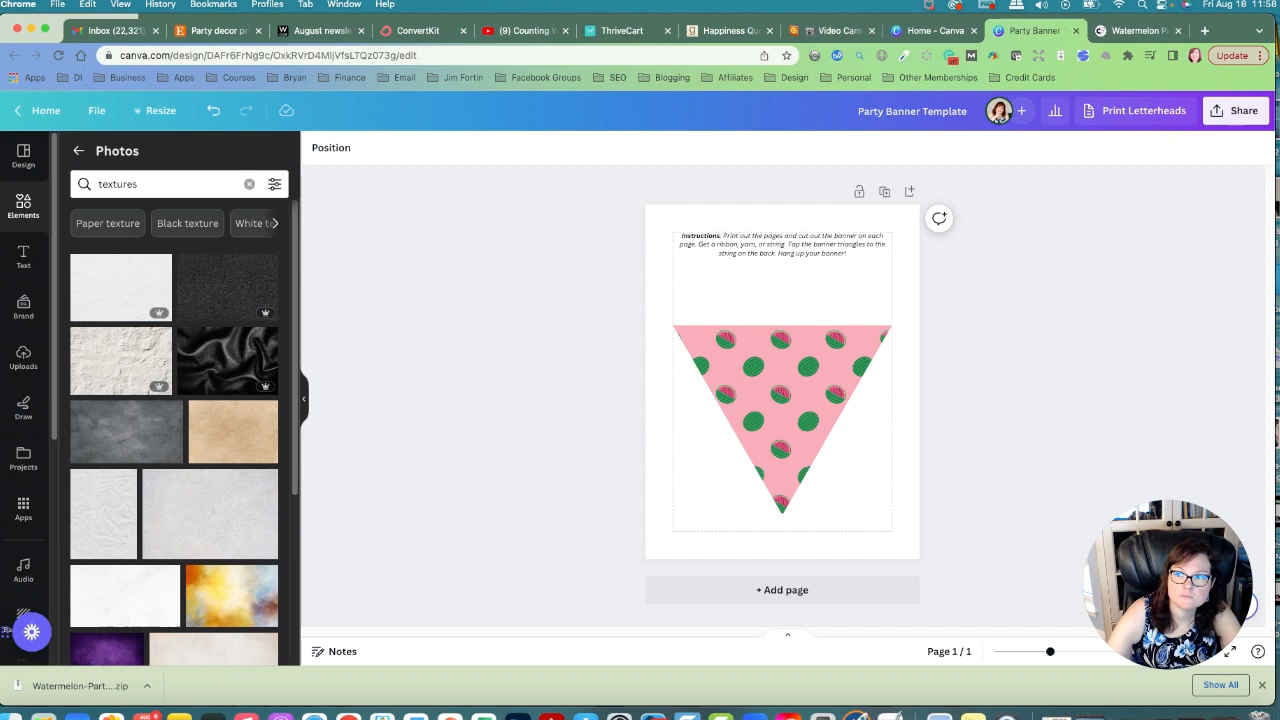 Chrome File Edit View History Bookmarks Profiles Tab Window Help Fri Aug 18 11:58
Inbox (22,321) Party decor pr August newsle ConvertKit (9) Counting W ThriveCart Happiness Qu Video Cam Home - Canva Party Banner Watermelon P
canva.com/design/DAFr6FrNg9c/OxkRVrD4MljVfsLTQz073g/edit Update
Apps DI Business Apps Courses Bryan Finance Email Jim Fortin Facebook Groups SEO Blogging Affiliates Design Personal Other Memberships Credit Cards
Home File Resize Party Banner Template Print Letterheads Share
Photos
Position
Design
textures
Elements
Paper texture Black texture White te
Text
Brand
Uploads
Draw
Projects
Apps
Audio
Instructions. Print out the pages and cut out the banner on each
page. Get a ribbon, yarn, or string. Tap the banner triangles to the
string on the back. Hang up your banner!
+ Add page
Notes Page 1 / 1
Watermelon-Part....zip Show All